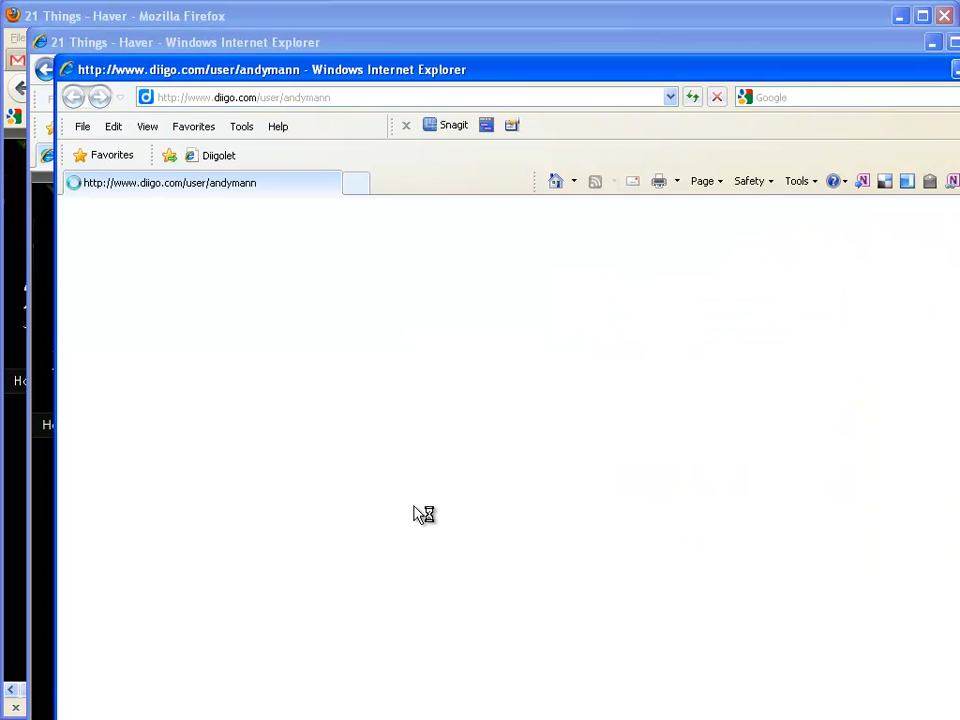 21 Things - Haver - Mozilla Firefox
File
21 Things - Haver - Windows Internet Explorer
http://www.diigo.com/user/andymann - Windows Internet Explorer
http://www.diigo.com/user/andymann
Google
File Edit View Favorites Tools Help
Snagit
Favorites
Diigolet
http://www.diigo.com/user/andymann
Page Safety Tools